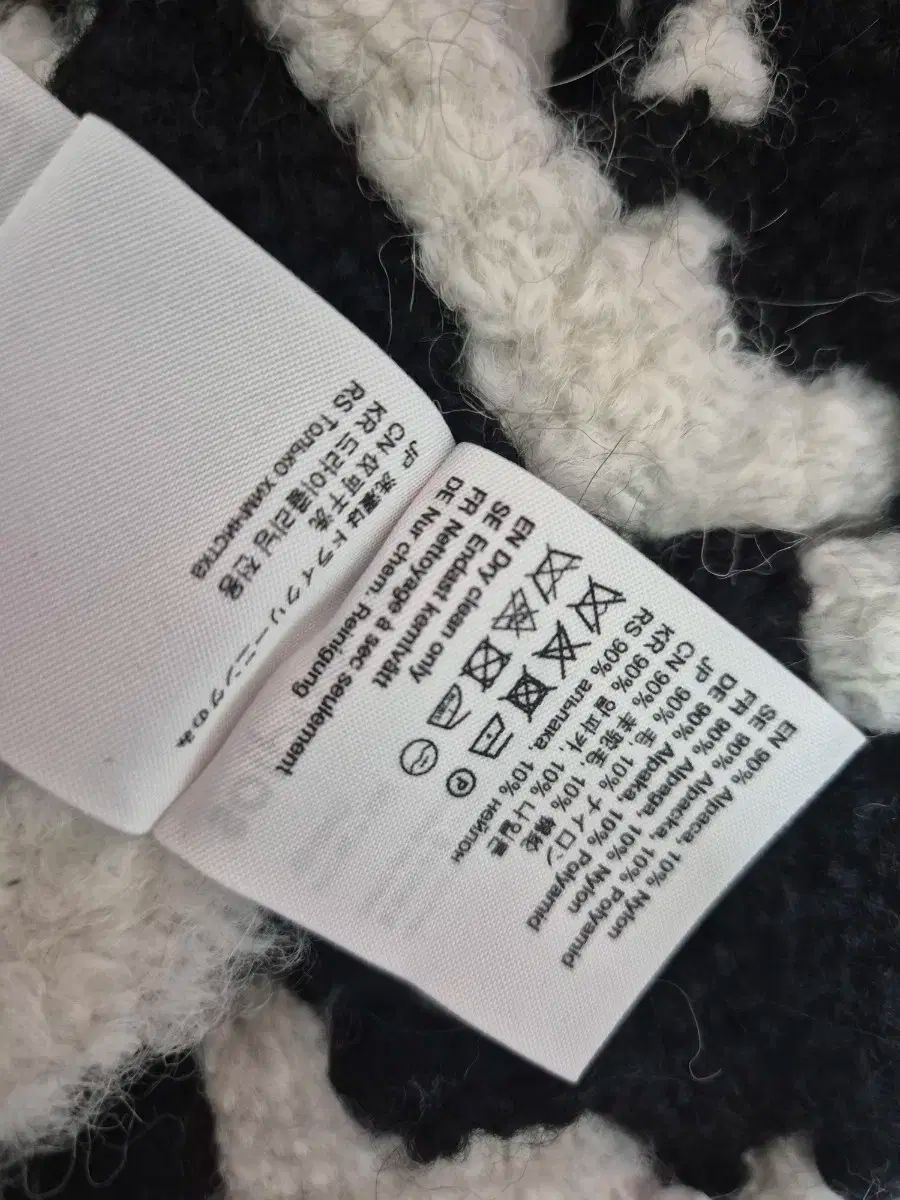 EN 90% Alpaca, 10% Nylon
SE 90% Alpacka, 10% Polyamid
FR 90% Alpaga, 10% Nylon
DE 90% Alpaka, 10% Polyamid
JP 90% 毛, 10% ナイロン
CN 90% 羊驼毛, 10% 锦纶
KR 90% 알파카, 10% 나일론
RS 90% альпака, 10% нейлон
P
EN Dry clean only
SE Endast kemtvätt
FR Nettoyage à sec seulement
DE Nur chem. Reinigung
JP 洗濯は ドライクリーニングのみ
CN 仅可干洗
KR 드라이클리닝 전용
RS Только химчистка